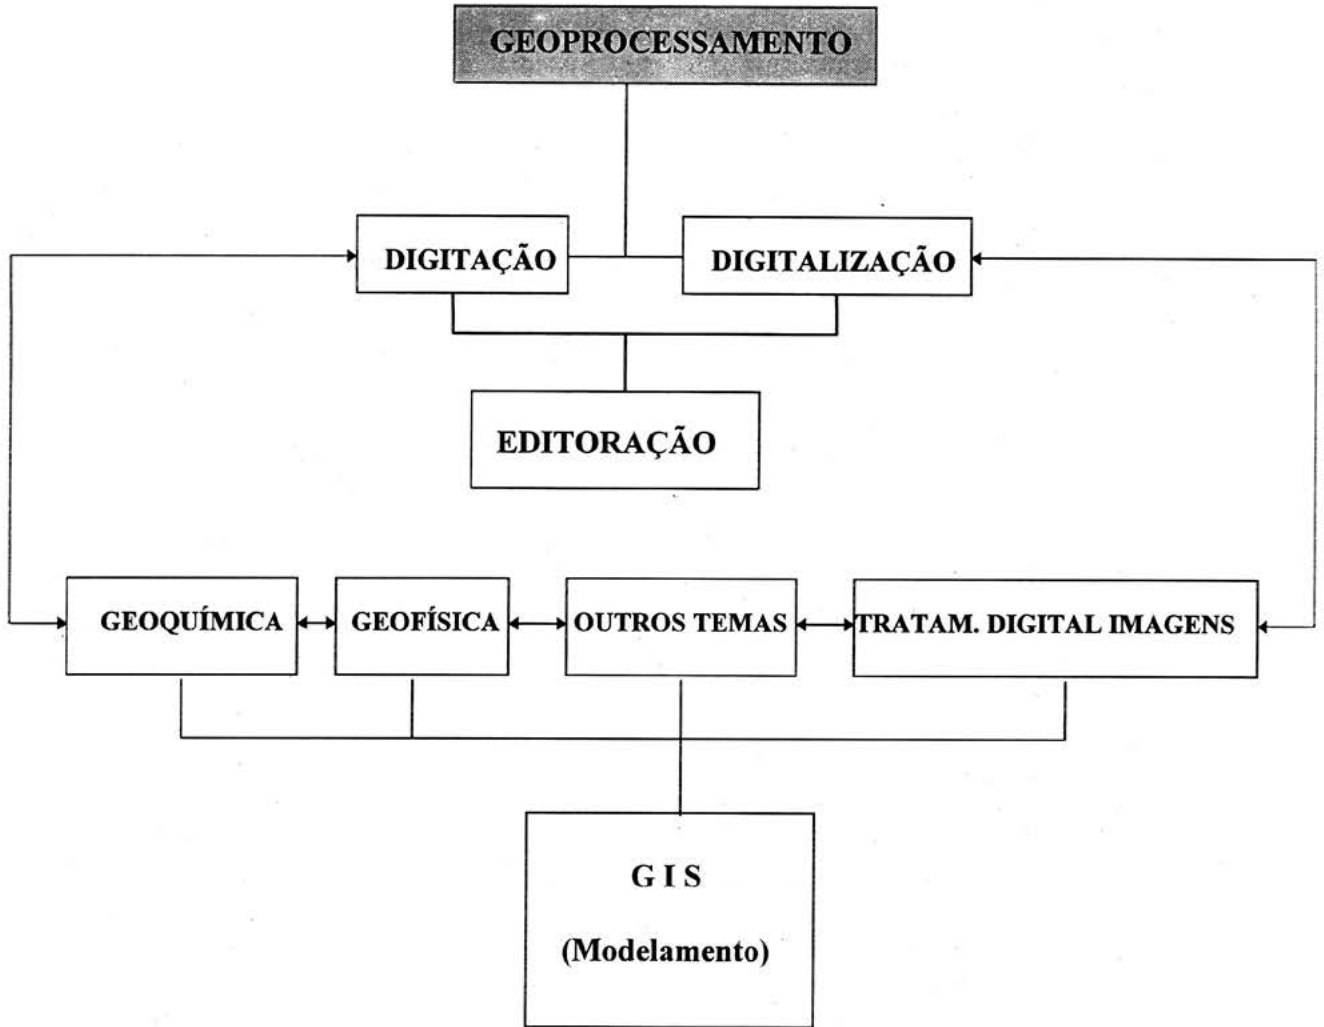 GEOPROCESSAMENTO
DIGITAÇÃO
DIGITALIZAÇÃO
EDITORAÇÃO
GEOQUÍMICA
GEOFÍSICA
OUTROS TEMAS
TRATAM. DIGITAL IMAGENS
G I S
(Modelamento)